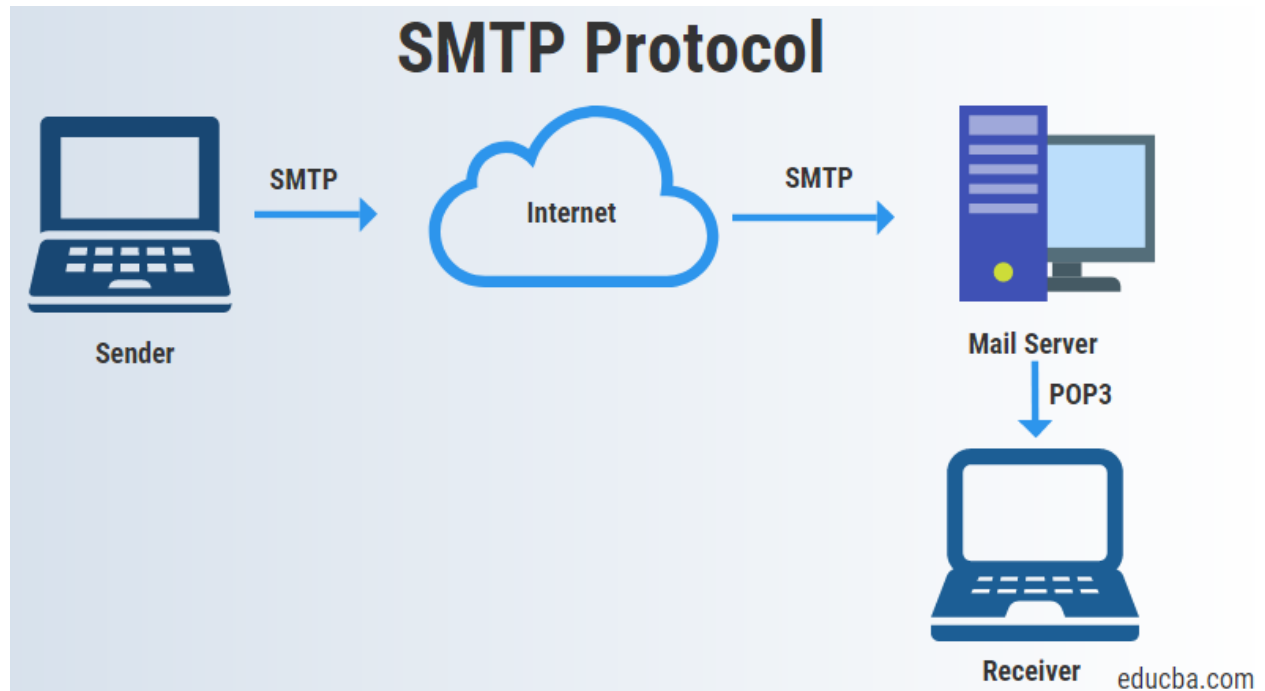 SMTP Protocol
SMTP
Internet
SMTP
Sender
Mail Server
POP3
Receiver
educba.com